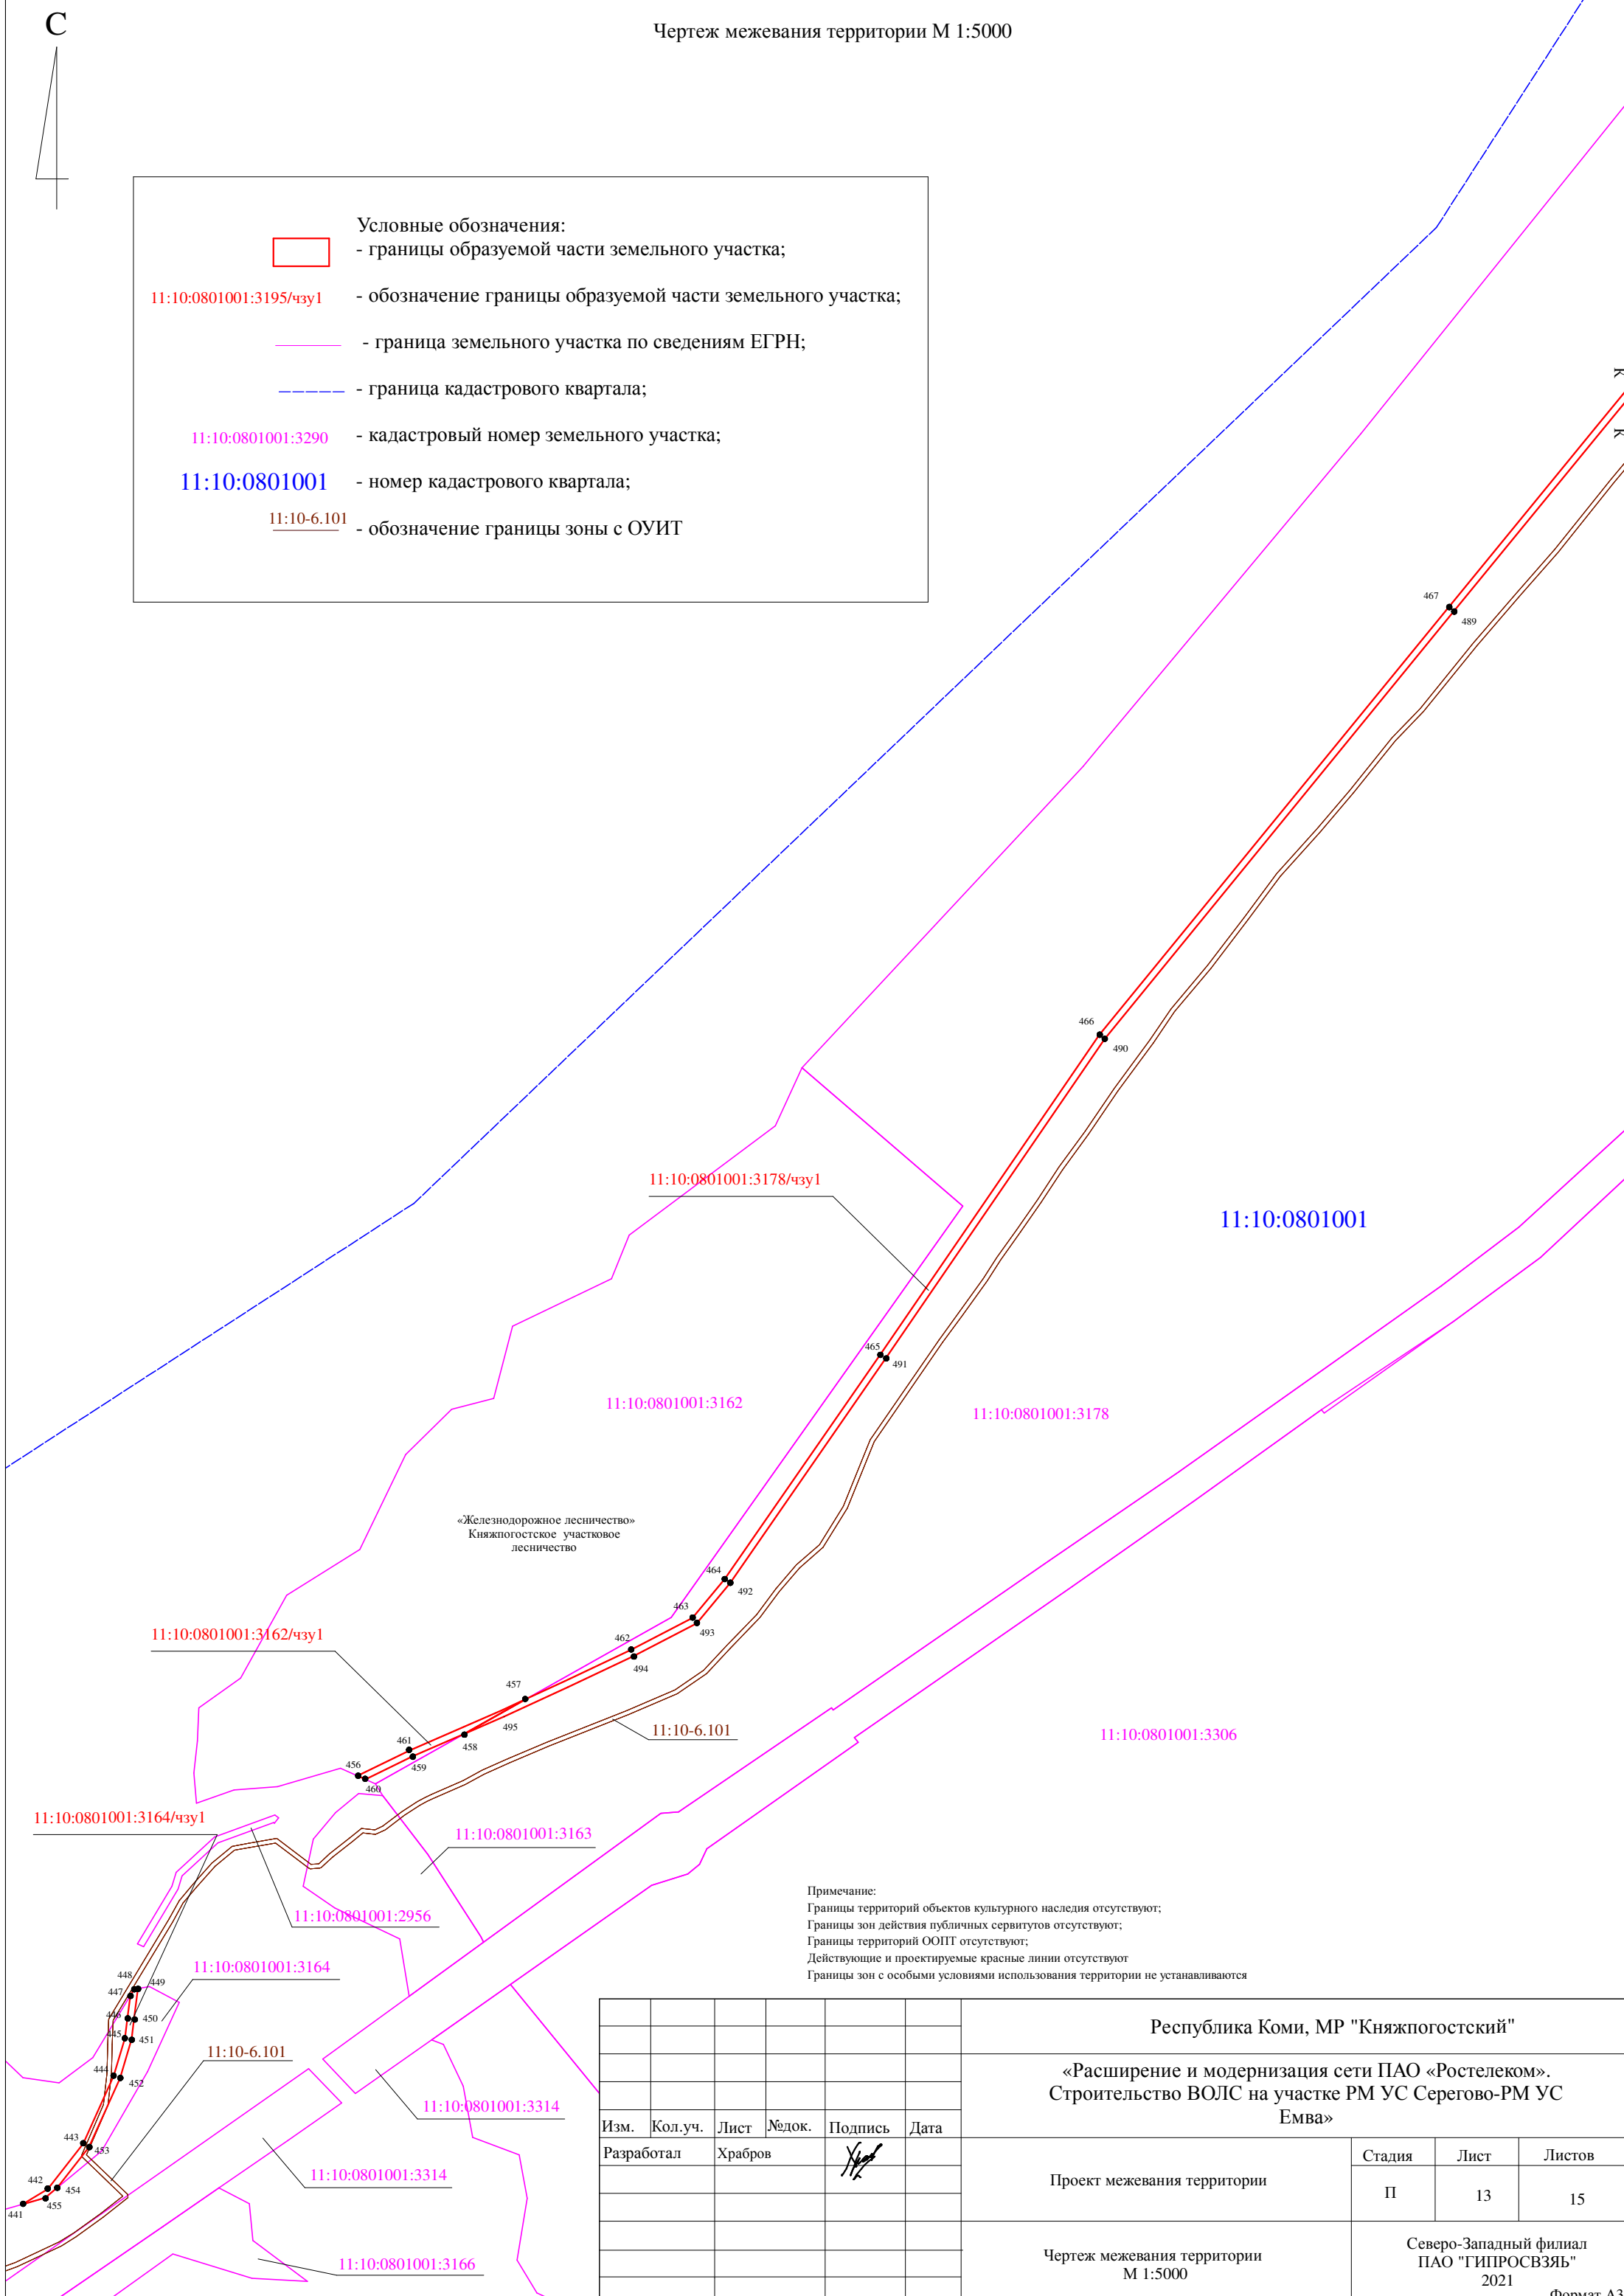 С
Чертеж межевания территории М 1:5000
Условные обозначения:
- границы образуемой части земельного участка;
11:10:0801001:3195/чзу1 - обозначение границы образуемой части земельного участка;
- граница земельного участка по сведениям ЕГРН;
- граница кадастрового квартала;
11:10:0801001:3290 - кадастровый номер земельного участка;
11:10:0801001 - номер кадастрового квартала;
11:10-6.101 - обозначение границы зоны с ОУИТ
к
к
467
489
466
490
11:10:0801001:3178/чзу1
11:10:0801001
465
491
11:10:0801001:3162
11:10:0801001:3178
«Железнодорожное лесничество»
Княжпогостское участковое
лесничество
464
492
463
493
11:10:0801001:3162/чзу1
462
494
457
495
11:10-6.101
458
11:10:0801001:3306
461
459
456
460
11:10:0801001:3164/чзу1
11:10:0801001:3163
11:10:0801001:2956
Примечание:
Границы территорий объектов культурного наследия отсутствуют;
Границы зон действия публичных сервитутов отсутствуют;
Границы территорий ООПТ отсутствуют;
Действующие и проектируемые красные линии отсутствуют
Границы зон с особыми условиями использования территории не устанавливаются
11:10:0801001:3164
448
449
447
446
450
445
451
11:10-6.101
444
452
11:10:0801001:3314
443
453
11:10:0801001:3314
442
454
455
441
11:10:0801001:3166
Республика Коми, МР "Княжпогостский"
«Расширение и модернизация сети ПАО «Ростелеком».
Строительство ВОЛС на участке РМ УС Серегово-РМ УС
Емва»
Изм. Кол.уч. Лист №док. Подпись Дата
Разработал Храбров
Проект межевания территории
Стадия Лист Листов
П 13 15
Чертеж межевания территории
М 1:5000
Северо-Западный филиал
ПАО "ГИПРОСВЗЯЬ"
2021
Формат А3